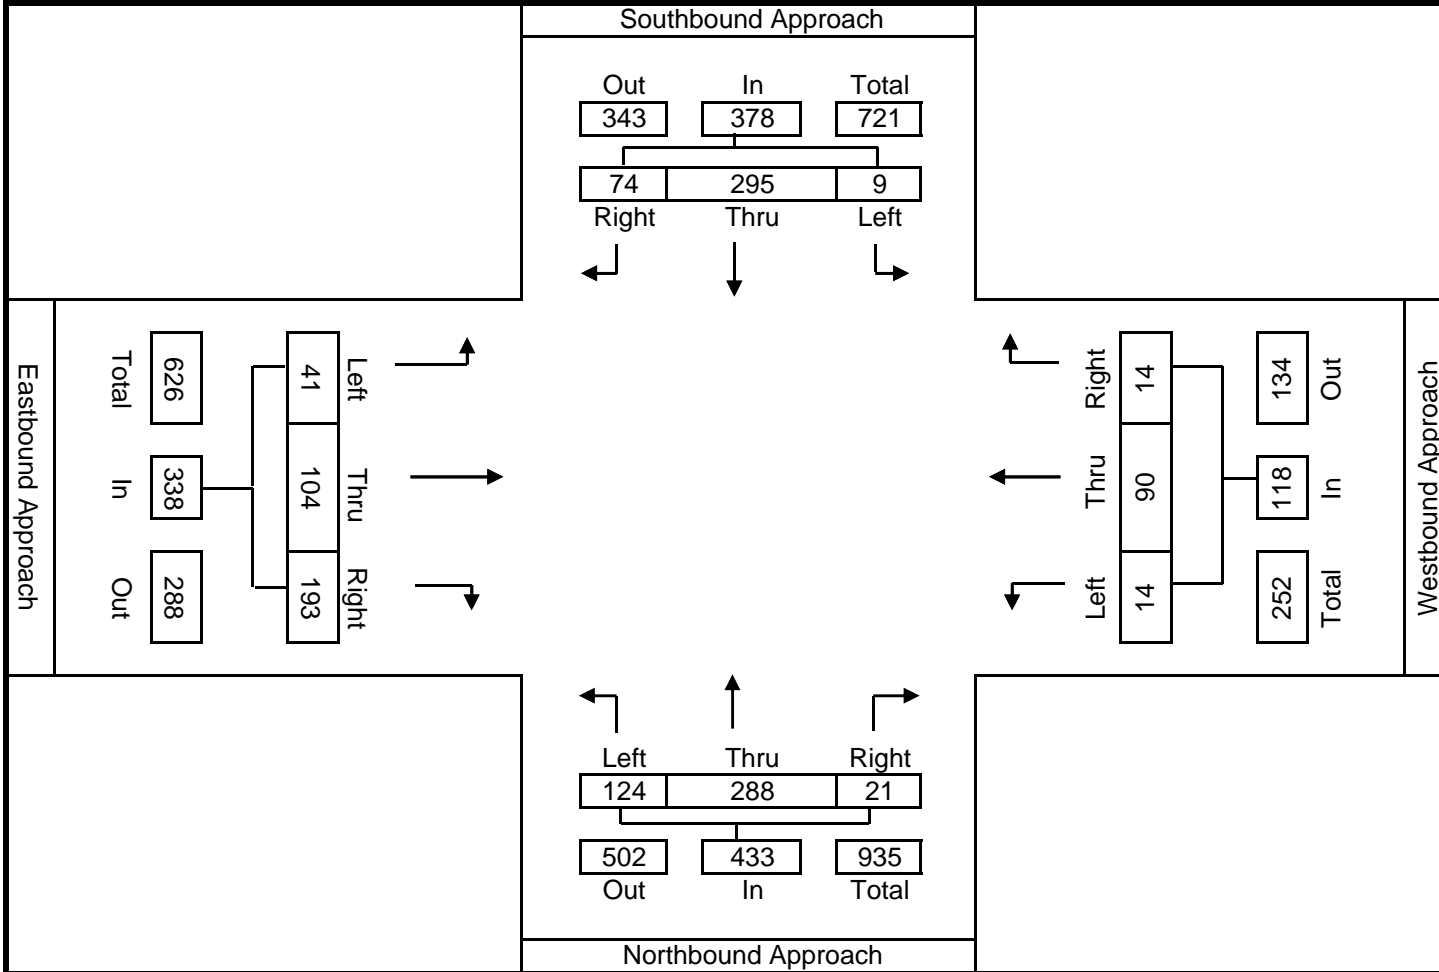 Southbound Approach
Out In Total
343 378 721
74 295 9
Right Thru Left
Eastbound Approach
Total In Out
626 338 288
41 104 193
Left Thru Right
Right Thru Left
14 90 14
134 118 252
Out In Total
Westbound Approach
Left Thru Right
124 288 21
502 433 935
Out In Total
Northbound Approach